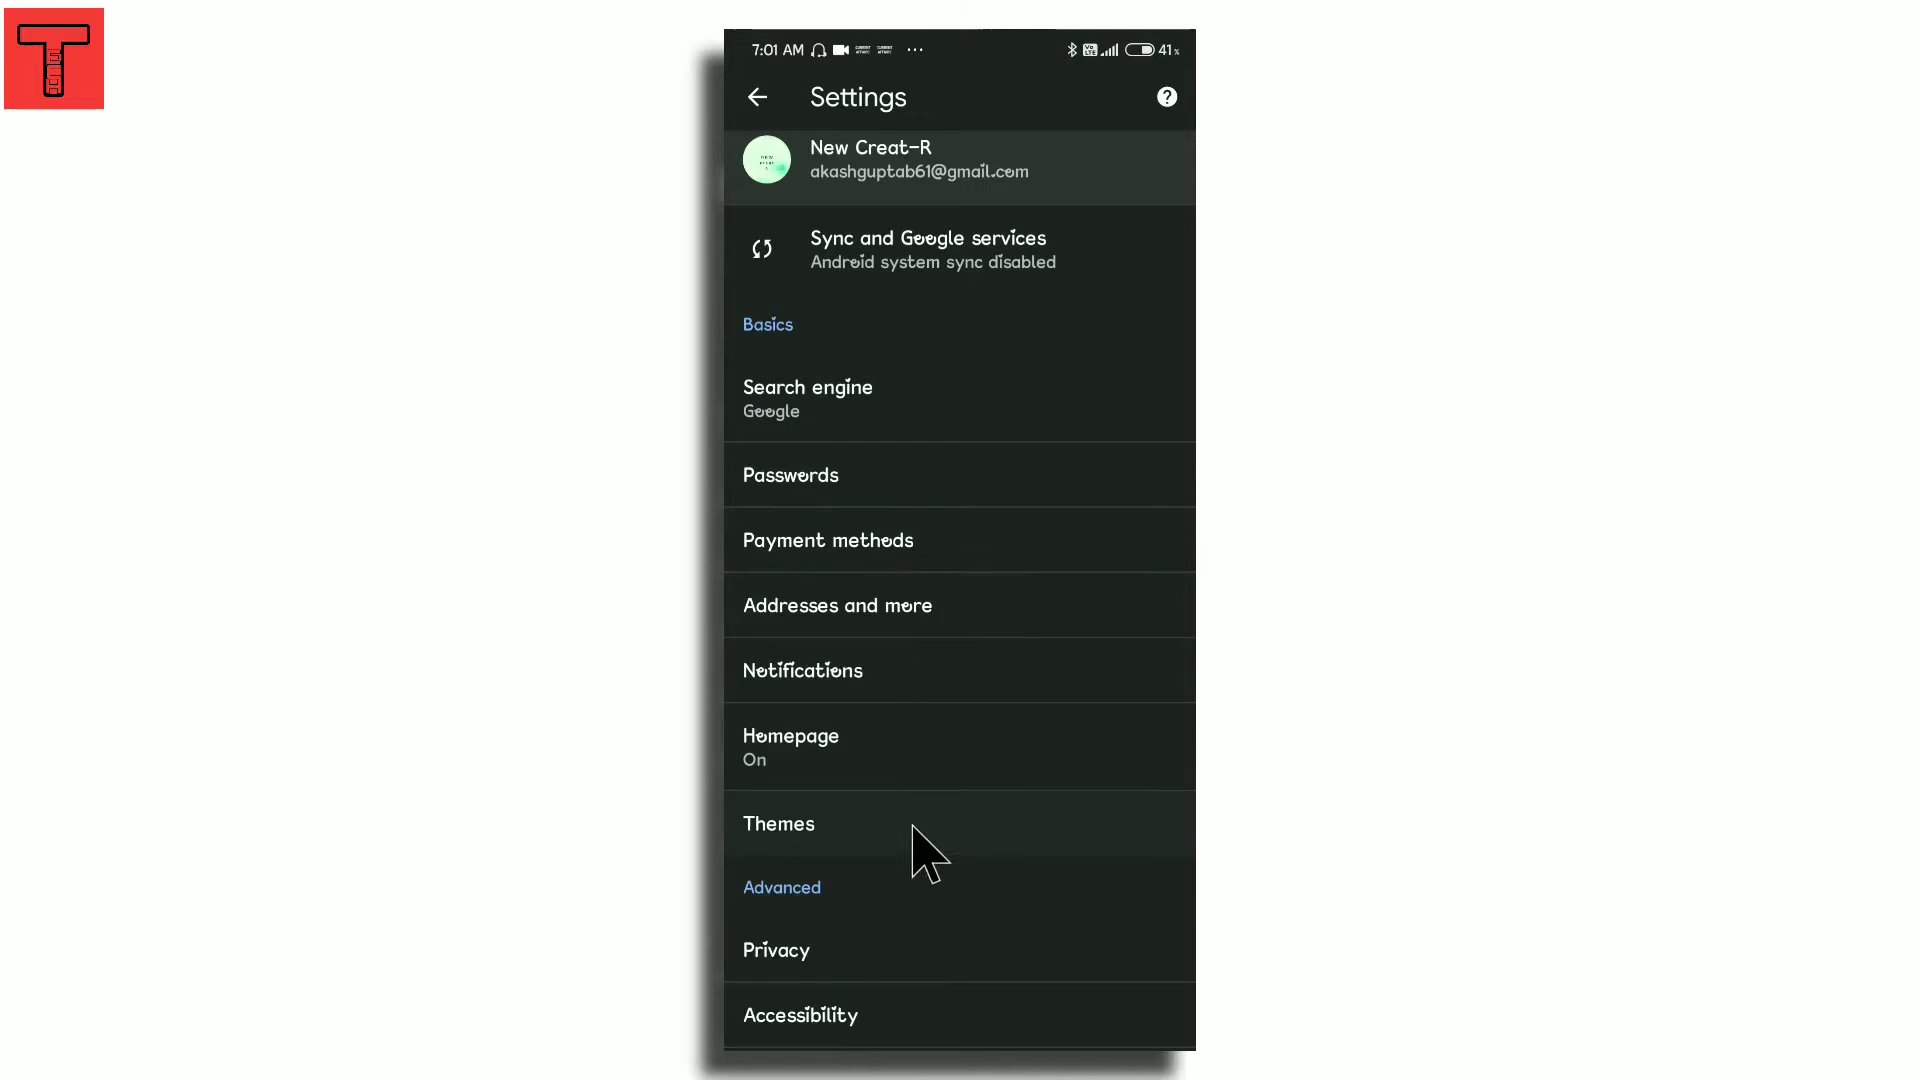 T
7:01 AM
41%
Settings
New Creat-R
akashguptab61@gmail.com
Sync and Google services
Android system sync disabled
Basics
Search engine
Google
Passwords
Payment methods
Addresses and more
Notifications
Homepage
On
Themes
Advanced
Privacy
Accessibility